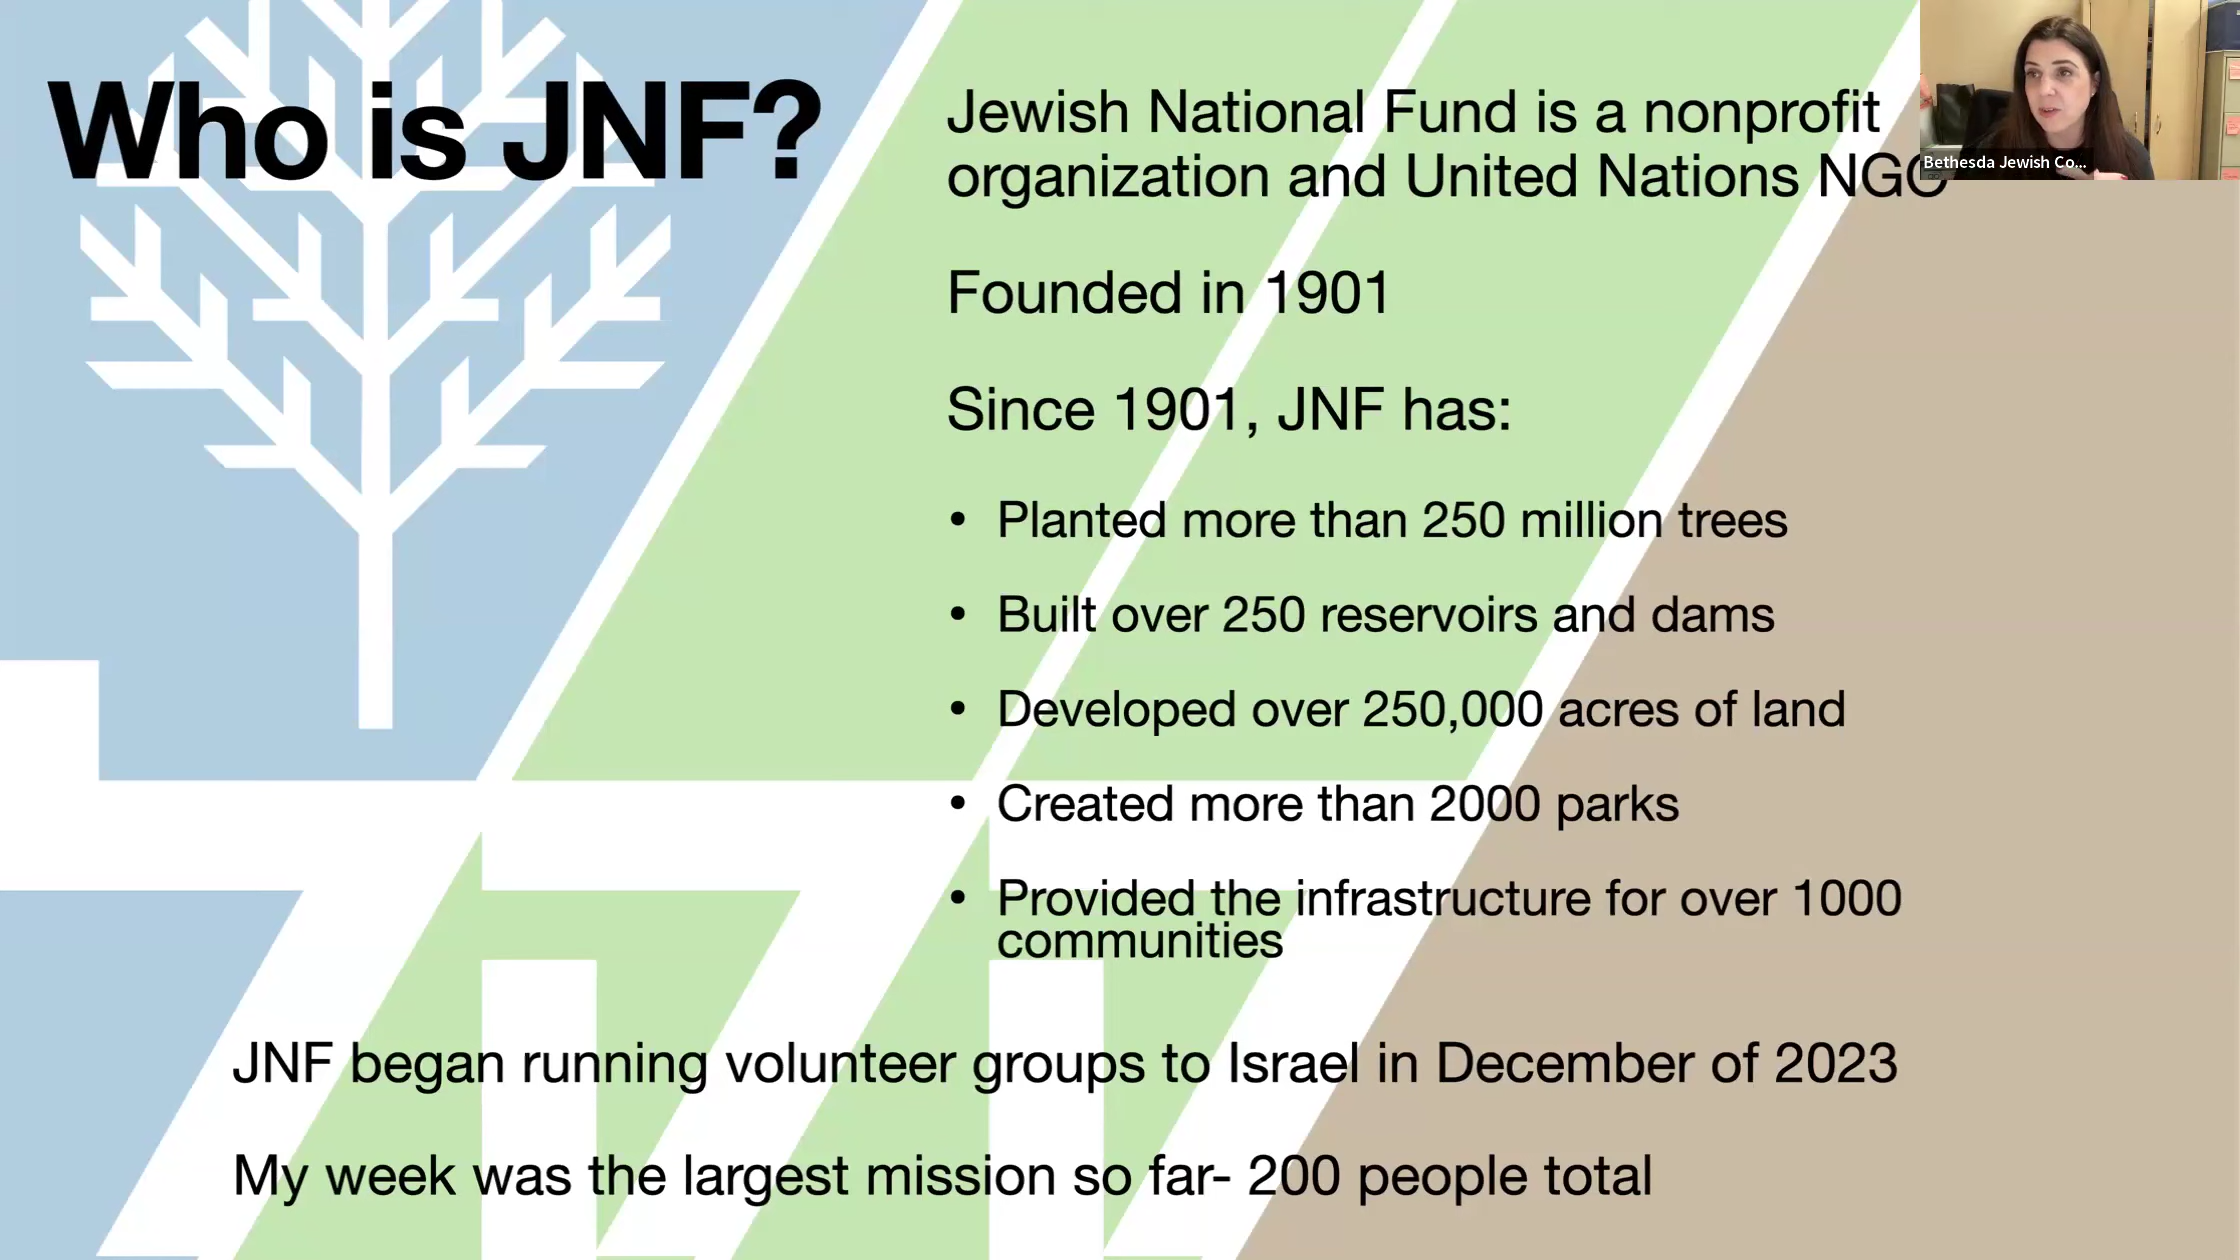 Who is JNF?
Jewish National Fund is a nonprofit
organization and United Nations NGO
Bethesda Jewish Co...
Founded in 1901
Since 1901, JNF has:
• Planted more than 250 million trees
• Built over 250 reservoirs and dams
• Developed over 250,000 acres of land
• Created more than 2000 parks
• Provided the infrastructure for over 1000
communities
JNF began running volunteer groups to Israel in December of 2023
My week was the largest mission so far- 200 people total